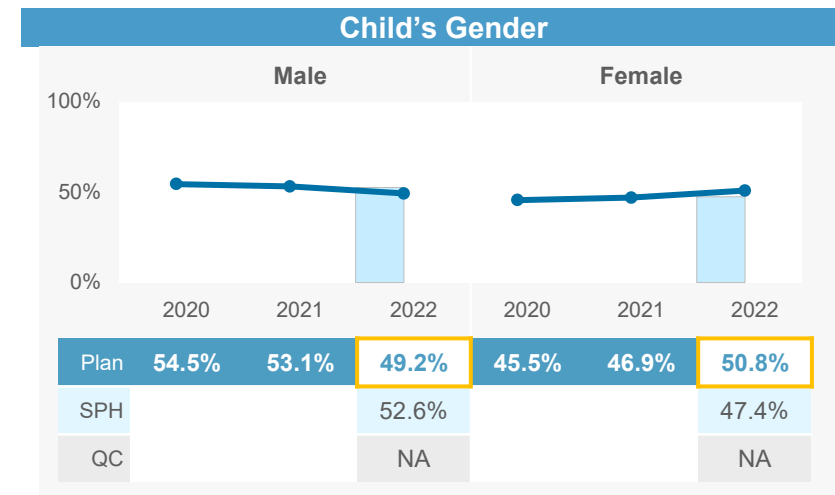 Child’s Gender
Male Female
100%
50%
0%
2020 2021 2022 2020 2021 2022
Plan 54.5% 53.1% 49.2% 45.5% 46.9% 50.8%
SPH 52.6% 47.4%
QC NA NA